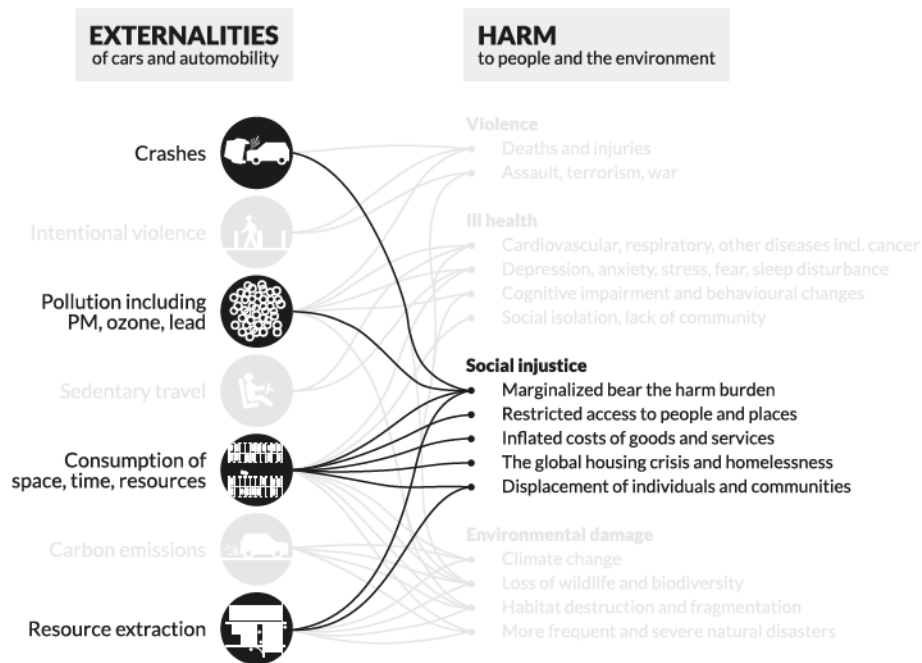 EXTERNALITIES
of cars and automobility
HARM
to people and the environment
Crashes
Intentional violence
Pollution including
PM, ozone, lead
Sedentary travel
Consumption of
space, time, resources
Carbon emissions
Resource extraction
Violence
Deaths and injuries
Assault, terrorism, war
Ill health
Cardiovascular, respiratory, other diseases incl. cancer
Depression, anxiety, stress, fear, sleep disturbance
Cognitive impairment and behavioural changes
Social isolation, lack of community
Social injustice
Marginalized bear the harm burden
Restricted access to people and places
Inflated costs of goods and services
The global housing crisis and homelessness
Displacement of individuals and communities
Environmental damage
Climate change
Loss of wildlife and biodiversity
Habitat destruction and fragmentation
More frequent and severe natural disasters